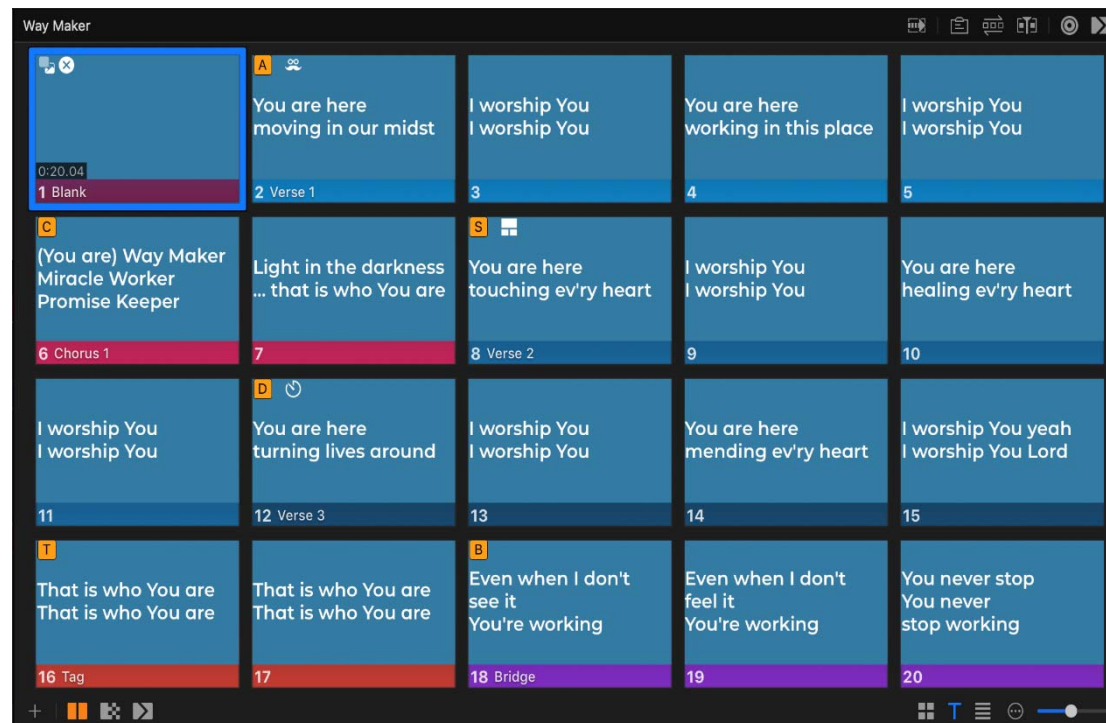 Way Maker
0:20.04
1 Blank
A
You are here
moving in our midst
2 Verse 1
I worship You
I worship You
3
You are here
working in this place
4
I worship You
I worship You
5
C
(You are) Way Maker
Miracle Worker
Promise Keeper
6 Chorus 1
Light in the darkness
... that is who You are
7
S
You are here
touching ev'ry heart
8 Verse 2
I worship You
I worship You
9
You are here
healing ev'ry heart
10
I worship You
I worship You
11
D
You are here
turning lives around
12 Verse 3
I worship You
I worship You
13
You are here
mending ev'ry heart
14
I worship You yeah
I worship You Lord
15
T
That is who You are
That is who You are
16 Tag
That is who You are
That is who You are
17
B
Even when I don't
see it
You're working
18 Bridge
Even when I don't
feel it
You're working
19
You never stop
You never
stop working
20
T